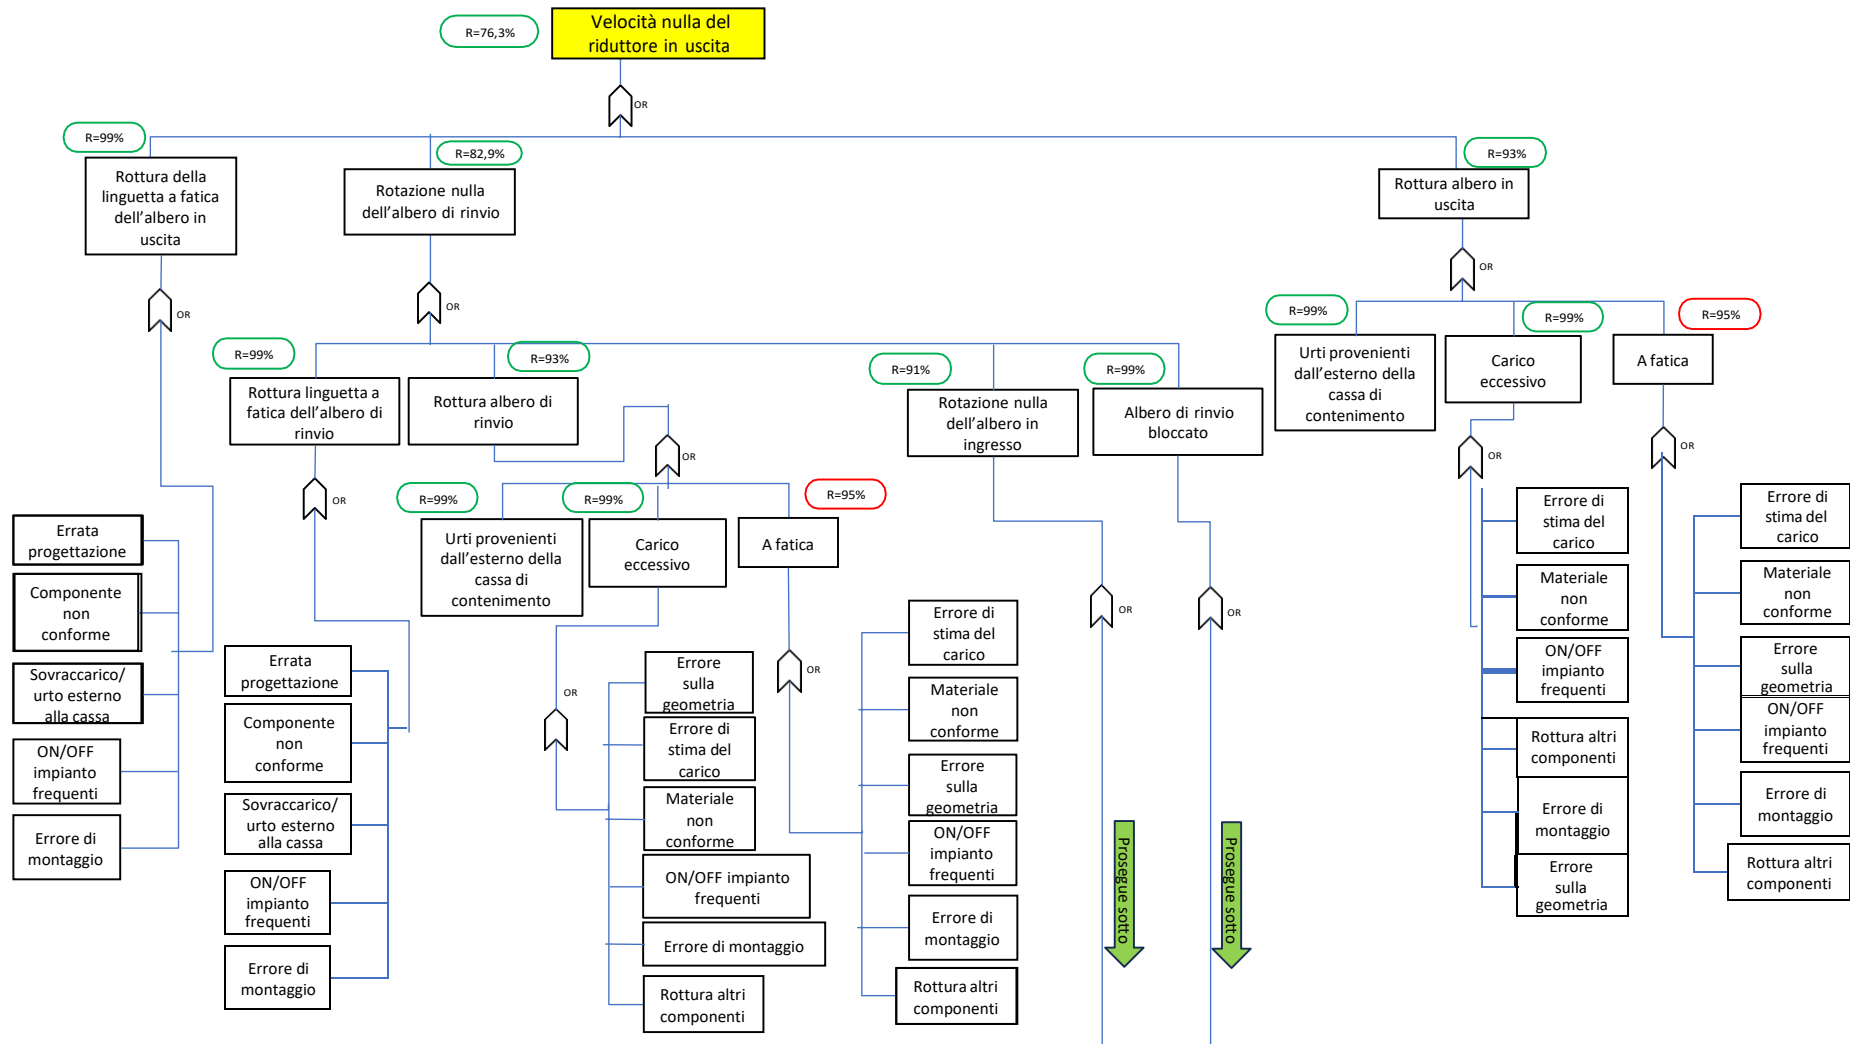 R=76,3%
Velocità nulla del
riduttore in uscita
OR
R=99%
R=82,9%
R=93%
Rottura della
linguetta a fatica
dell'albero in
uscita
Rotazione nulla
dell'albero di rinvio
Rottura albero in
uscita
OR
OR
OR
R=99%
R=93%
R=91%
R=99%
R=99%
R=99%
R=95%
Rottura linguetta a
fatica dell'albero di
rinvio
Rottura albero di
rinvio
Rotazione nulla
dell'albero in
ingresso
Albero di rinvio
bloccato
Urti provenienti
dall'esterno della
cassa di
contenimento
Carico
eccessivo
A fatica
OR
OR
OR
OR
R=99%
R=99%
R=95%
Urti provenienti
dall'esterno della
cassa di
contenimento
Carico
eccessivo
A fatica
OR
OR
OR
OR
Errata
progettazione
Componente
non
conforme
Sovraccarico/
urto esterno
alla cassa
ON/OFF
impianto
frequenti
Errore di
montaggio
Errata
progettazione
Componente
non
conforme
Sovraccarico/
urto esterno
alla cassa
ON/OFF
impianto
frequenti
Errore di
montaggio
Errore
sulla
geometria
Errore di
stima del
carico
Materiale
non
conforme
ON/OFF impianto
frequenti
Errore di montaggio
Rottura altri
componenti
Errore di
stima del
carico
Materiale
non
conforme
Errore
sulla
geometria
ON/OFF
impianto
frequenti
Errore di
montaggio
Rottura altri
componenti
Prosegue sotto
Prosegue sotto
Errore di
stima del
carico
Materiale
non
conforme
ON/OFF
impianto
frequenti
Rottura altri
componenti
Errore di
montaggio
Errore
sulla
geometria
Errore di
stima del
carico
Materiale
non
conforme
Errore
sulla
geometria
ON/OFF
impianto
frequenti
Errore di
montaggio
Rottura altri
componenti